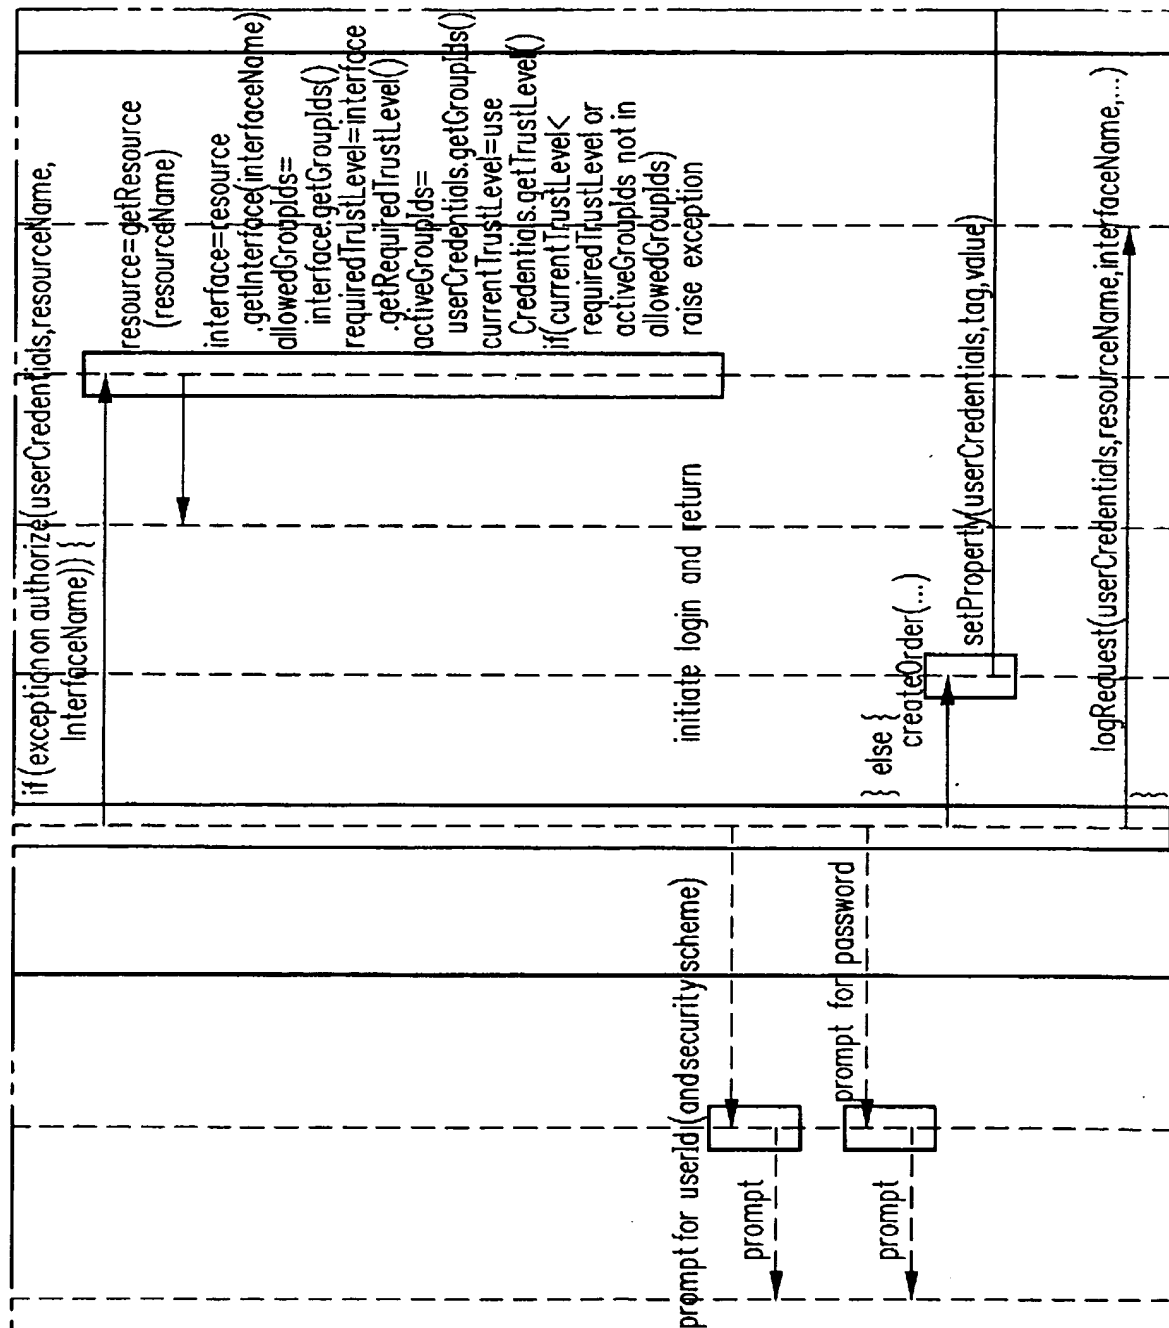 if(exception on authorize(userCredentials,resourceName,
InterfaceName)) {
resource=getResource
(resourceName)
interface=resource
.getInterface(interfaceName)
allowedGroupIds=
interface.getGroupIds()
requiredTrustLevel=interface
.getRequiredTrustLevel()
activeGroupIds=
userCredentials.getGroupIds()
currentTrustLevel=use
Credentials.getTrustLevel()
if(currentTrustLevel<
requiredTrustLevel or
activeGroupIds not in
allowedGroupIds)
raise exception
initiate login and return
prompt for userId (and security scheme)
prompt
prompt for password
prompt
} else {
createOrder(...)
setProperty(userCredentials,tag,value)
logRequest(userCredentials,resourceName,interfaceName,...)
}